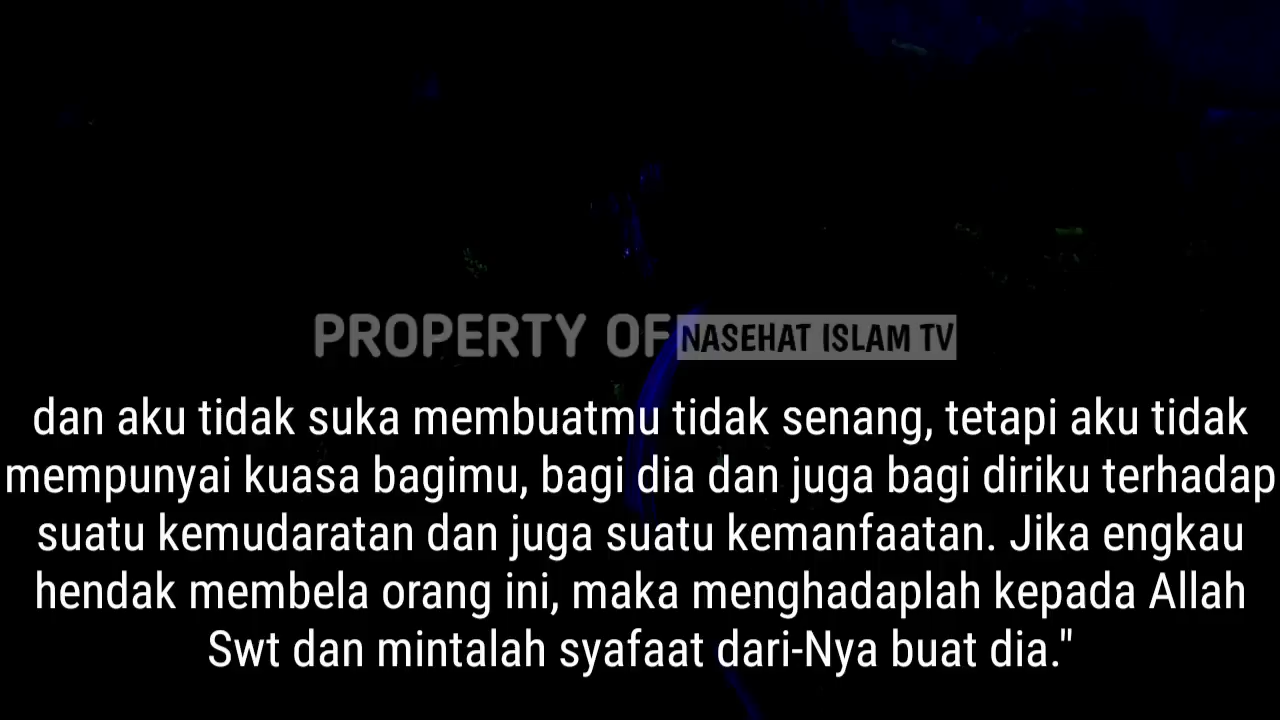 PROPERTY OF NASEHAT ISLAM TV
dan aku tidak suka membuatmu tidak senang, tetapi aku tidak
mempunyai kuasa bagimu, bagi dia dan juga bagi diriku terhadap
suatu kemudaratan dan juga suatu kemanfaatan. Jika engkau
hendak membela orang ini, maka menghadaplah kepada Allah
Swt dan mintalah syafaat dari-Nya buat dia."